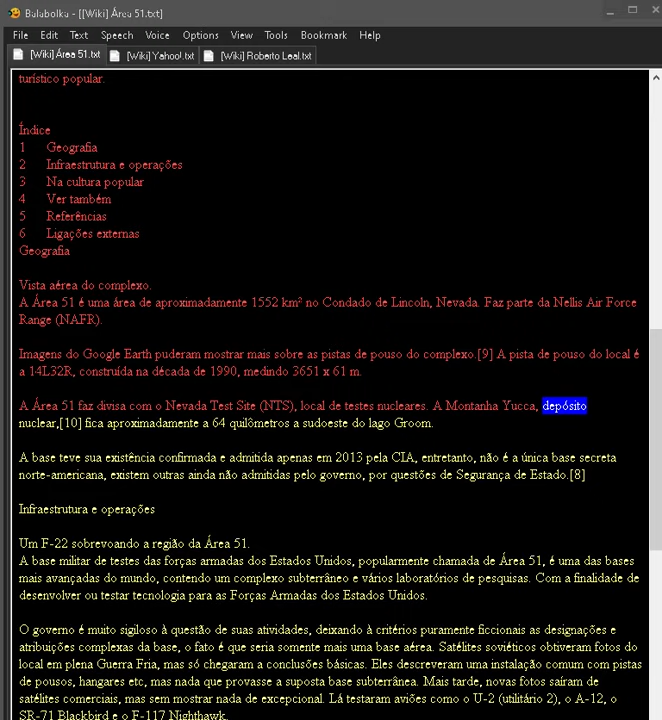 Balabolka - [[Wiki] Área 51.txt]
File Edit Text Speech Voice Options View Tools Bookmark Help
[Wiki] Área 51.txt [Wiki] Yahoo!.txt [Wiki] Roberto Leal.txt
turístico popular.
Índice
1 Geografia
2 Infraestrutura e operações
3 Na cultura popular
4 Ver também
5 Referências
6 Ligações externas
Geografia
Vista aérea do complexo.
A Área 51 é uma área de aproximadamente 1552 km² no Condado de Lincoln, Nevada. Faz parte da Nellis Air Force
Range (NAFR).
Imagens do Google Earth puderam mostrar mais sobre as pistas de pouso do complexo.[9] A pista de pouso do local é
a 14L32R, construída na década de 1990, medindo 3651 x 61 m.
A Área 51 faz divisa com o Nevada Test Site (NTS), local de testes nucleares. A Montanha Yucca, depósito
nuclear,[10] fica aproximadamente a 64 quilômetros a sudoeste do lago Groom.
A base teve sua existência confirmada e admitida apenas em 2013 pela CIA, entretanto, não é a única base secreta
norte-americana, existem outras ainda não admitidas pelo governo, por questões de Segurança de Estado.[8]
Infraestrutura e operações
Um F-22 sobrevoando a região da Área 51.
A base militar de testes das forças armadas dos Estados Unidos, popularmente chamada de Área 51, é uma das bases
mais avançadas do mundo, contendo um complexo subterrâneo e vários laboratórios de pesquisas. Com a finalidade de
desenvolver ou testar tecnologia para as Forças Armadas dos Estados Unidos.
O governo é muito sigiloso à questão de suas atividades, deixando à critérios puramente ficcionais as designações e
atribuições complexas da base, o fato é que seria somente mais uma base aérea. Satélites soviéticos obtiveram fotos do
local em plena Guerra Fria, mas só chegaram a conclusões básicas. Eles descreveram uma instalação comum com pistas
de pousos, hangares etc, mas nada que provasse a suposta base subterrânea. Mais tarde, novas fotos saíram de
satélites comerciais, mas sem mostrar nada de excepcional. Lá testaram aviões como o U-2 (utilitário 2), o A-12, o
SR-71 Blackbird e o F-117 Nighthawk.